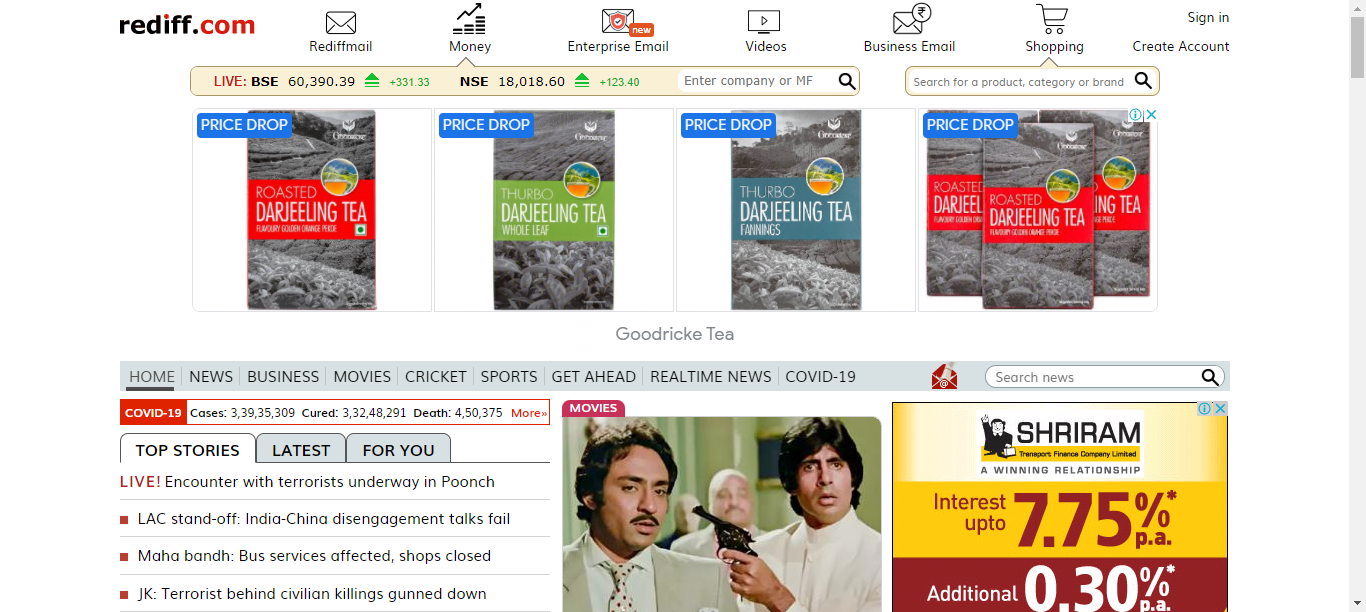 rediff.com
Rediffmail
Money
new
Enterprise Email
Videos
₹
Business Email
Shopping
Sign in
Create Account
LIVE: BSE 60,390.39 +331.33 NSE 18,018.60 +123.40
Enter company or MF
Search for a product, category or brand
PRICE DROP
Goodricke
ROASTED
DARJEELING TEA
FLAVOURY GOLDEN ORANGE PEKOE
PRICE DROP
Goodricke
THURBO
DARJEELING TEA
WHOLE LEAF
PRICE DROP
Goodricke
THURBO
DARJEELING TEA
FANNINGS
PRICE DROP
Goodricke
ROASTED
DARJEELING TEA
FLAVOURY GOLDEN ORANGE PEKOE
Goodricke Tea
HOME NEWS BUSINESS MOVIES CRICKET SPORTS GET AHEAD REALTIME NEWS COVID-19
@
Search news
COVID-19 Cases: 3,39,35,309 Cured: 3,32,48,291 Death: 4,50,375 More»
TOP STORIES LATEST FOR YOU
LIVE! Encounter with terrorists underway in Poonch
LAC stand-off: India-China disengagement talks fail
Maha bandh: Bus services affected, shops closed
JK: Terrorist behind civilian killings gunned down
MOVIES
SHRIRAM
Transport Finance Company Limited
A WINNING RELATIONSHIP
Interest
upto
7.75%*
p.a.
Additional 0.30%*
p.a.